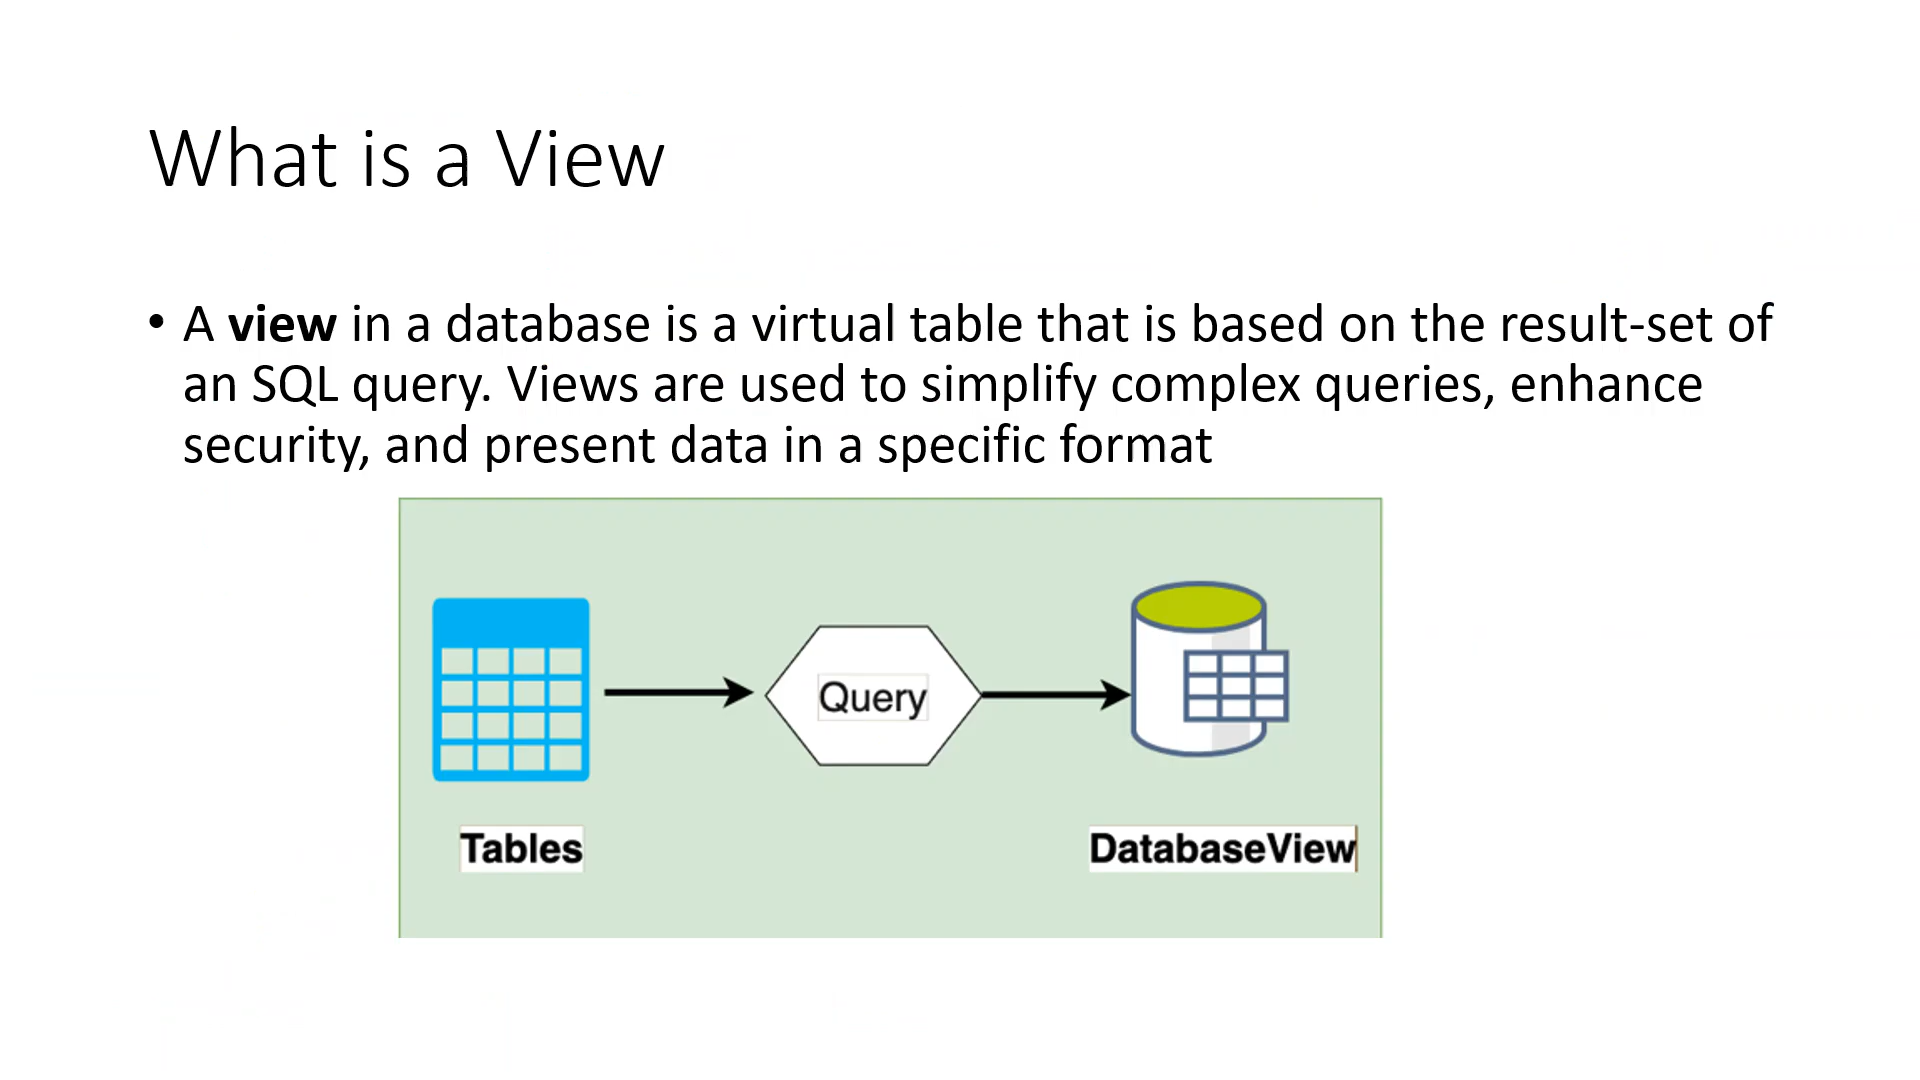 What is a View
• A view in a database is a virtual table that is based on the result-set of
an SQL query. Views are used to simplify complex queries, enhance
security, and present data in a specific format
Query
Tables
DatabaseView